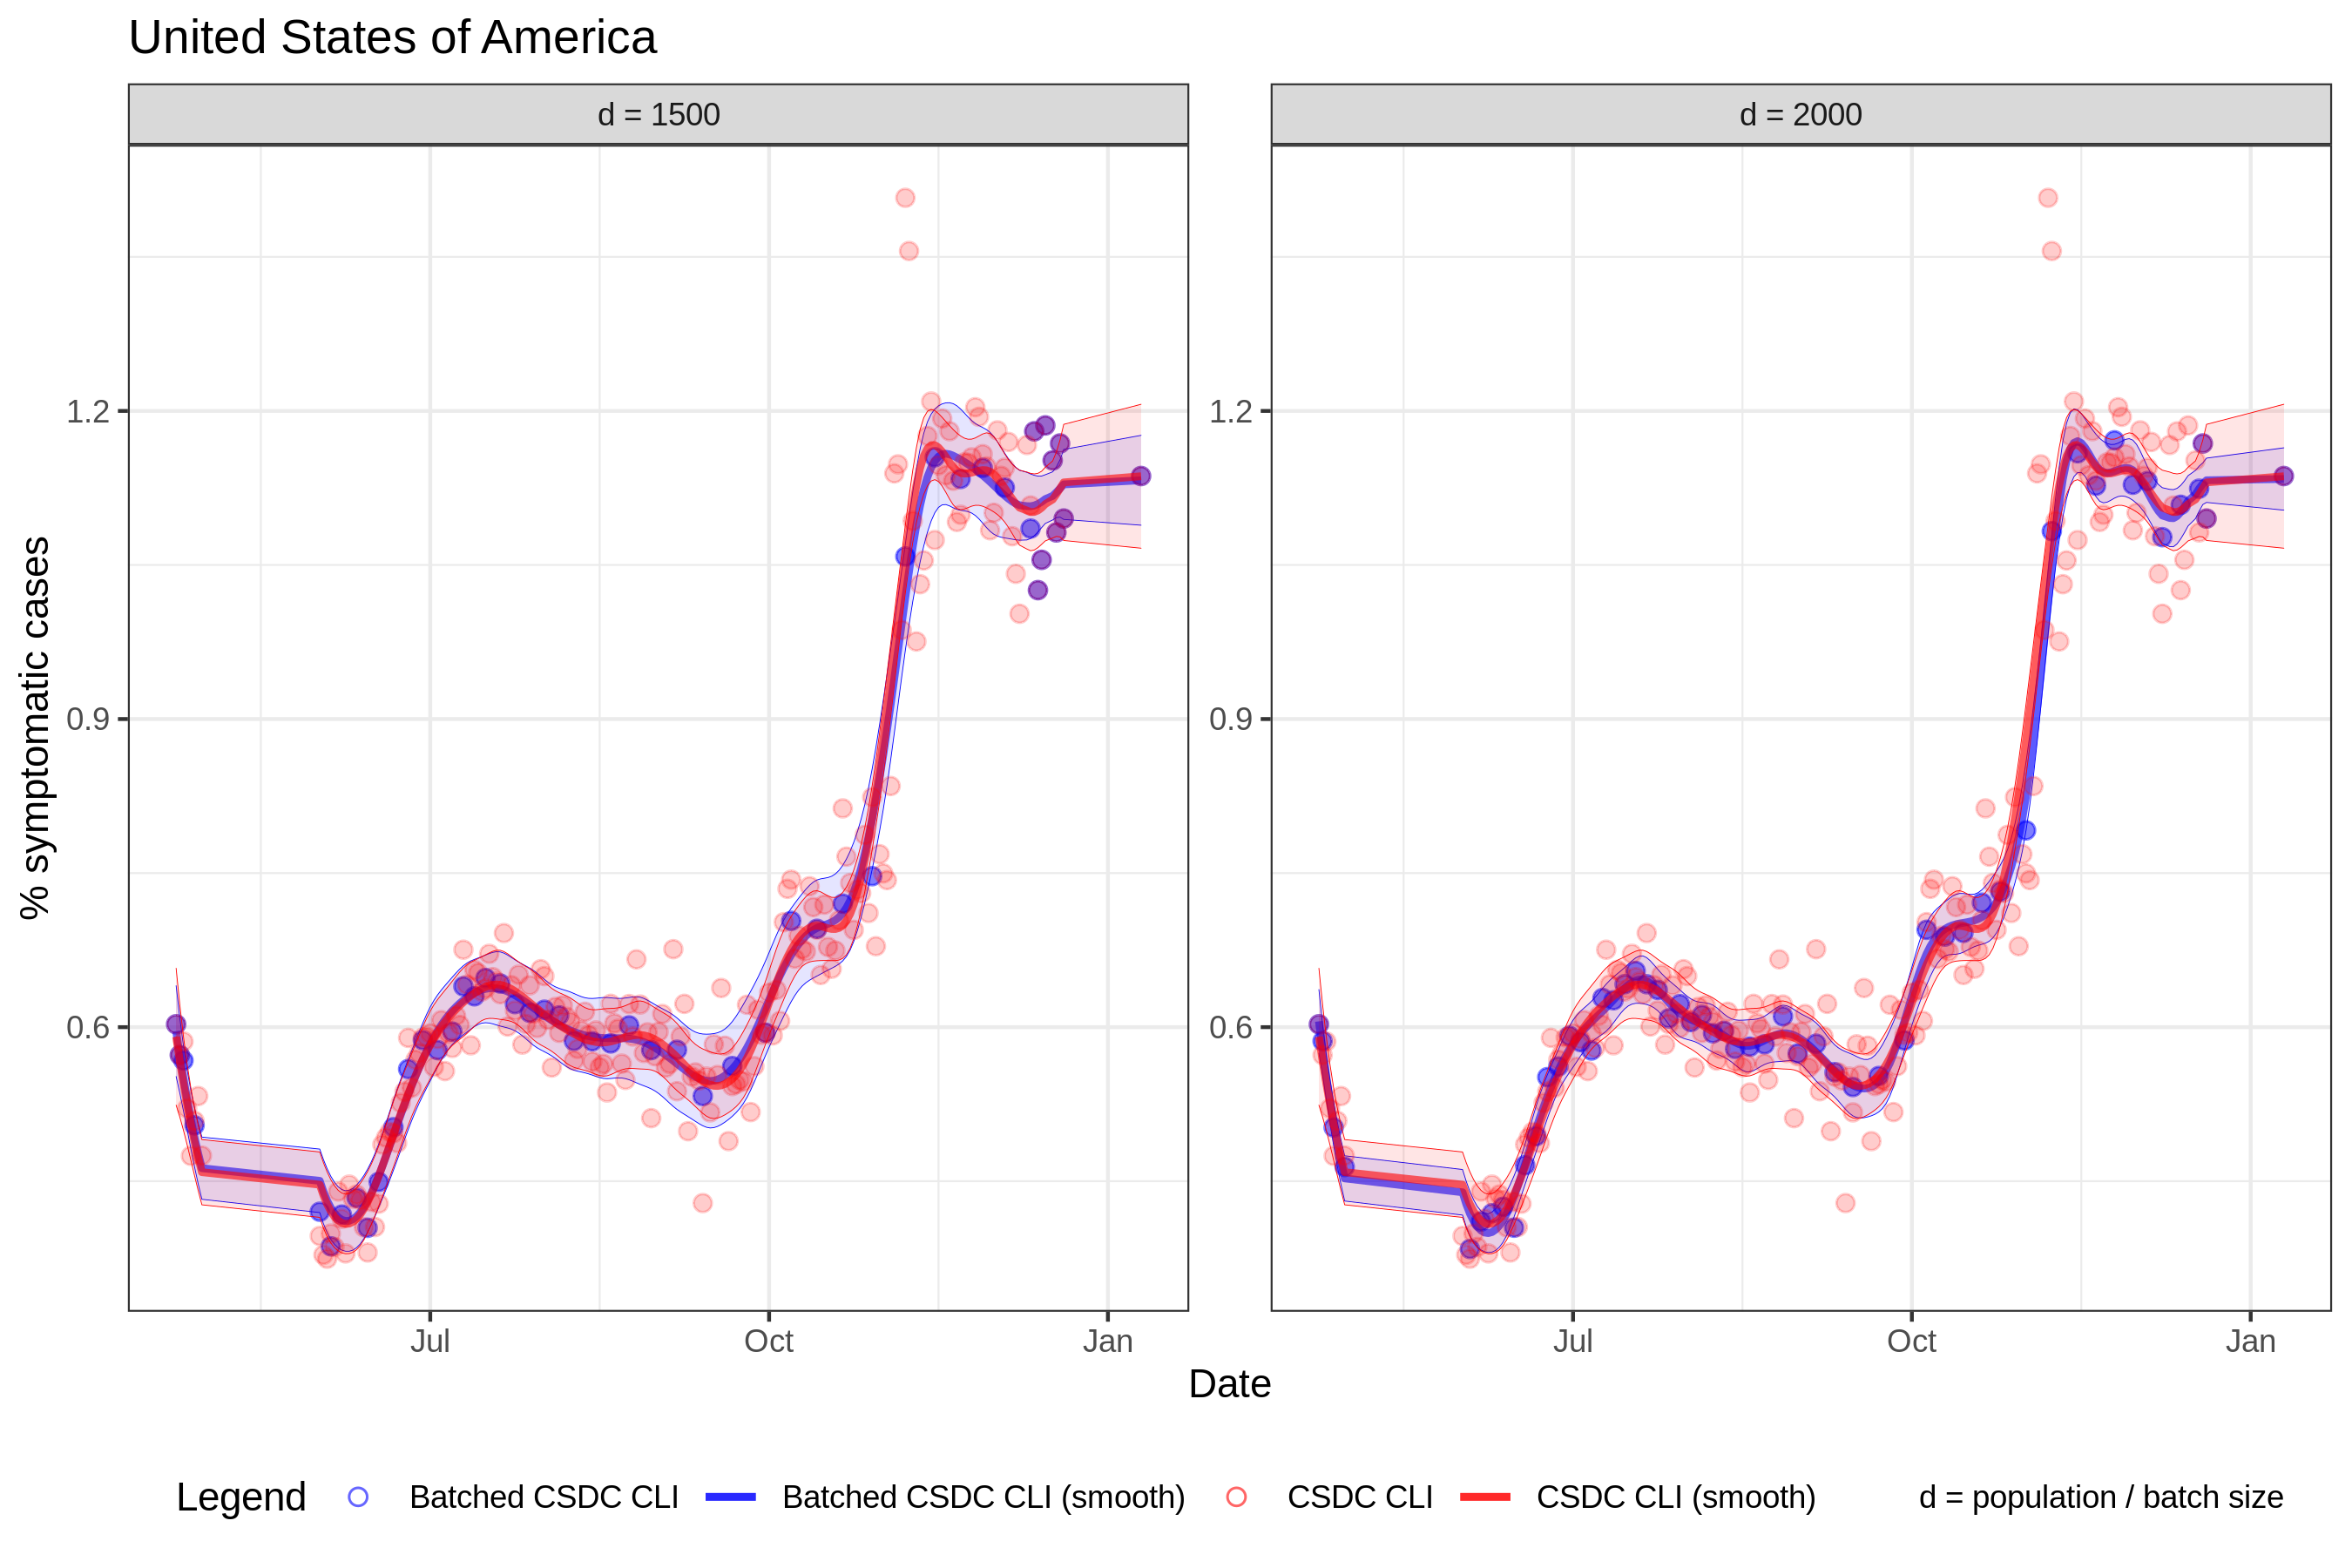 United States of America
d = 1500
d = 2000
% symptomatic cases
1.2
0.9
0.6
1.2
0.9
0.6
Jul
Oct
Jan
Jul
Oct
Jan
Date
Legend
Batched CSDC CLI
Batched CSDC CLI (smooth)
CSDC CLI
CSDC CLI (smooth)
d = population / batch size